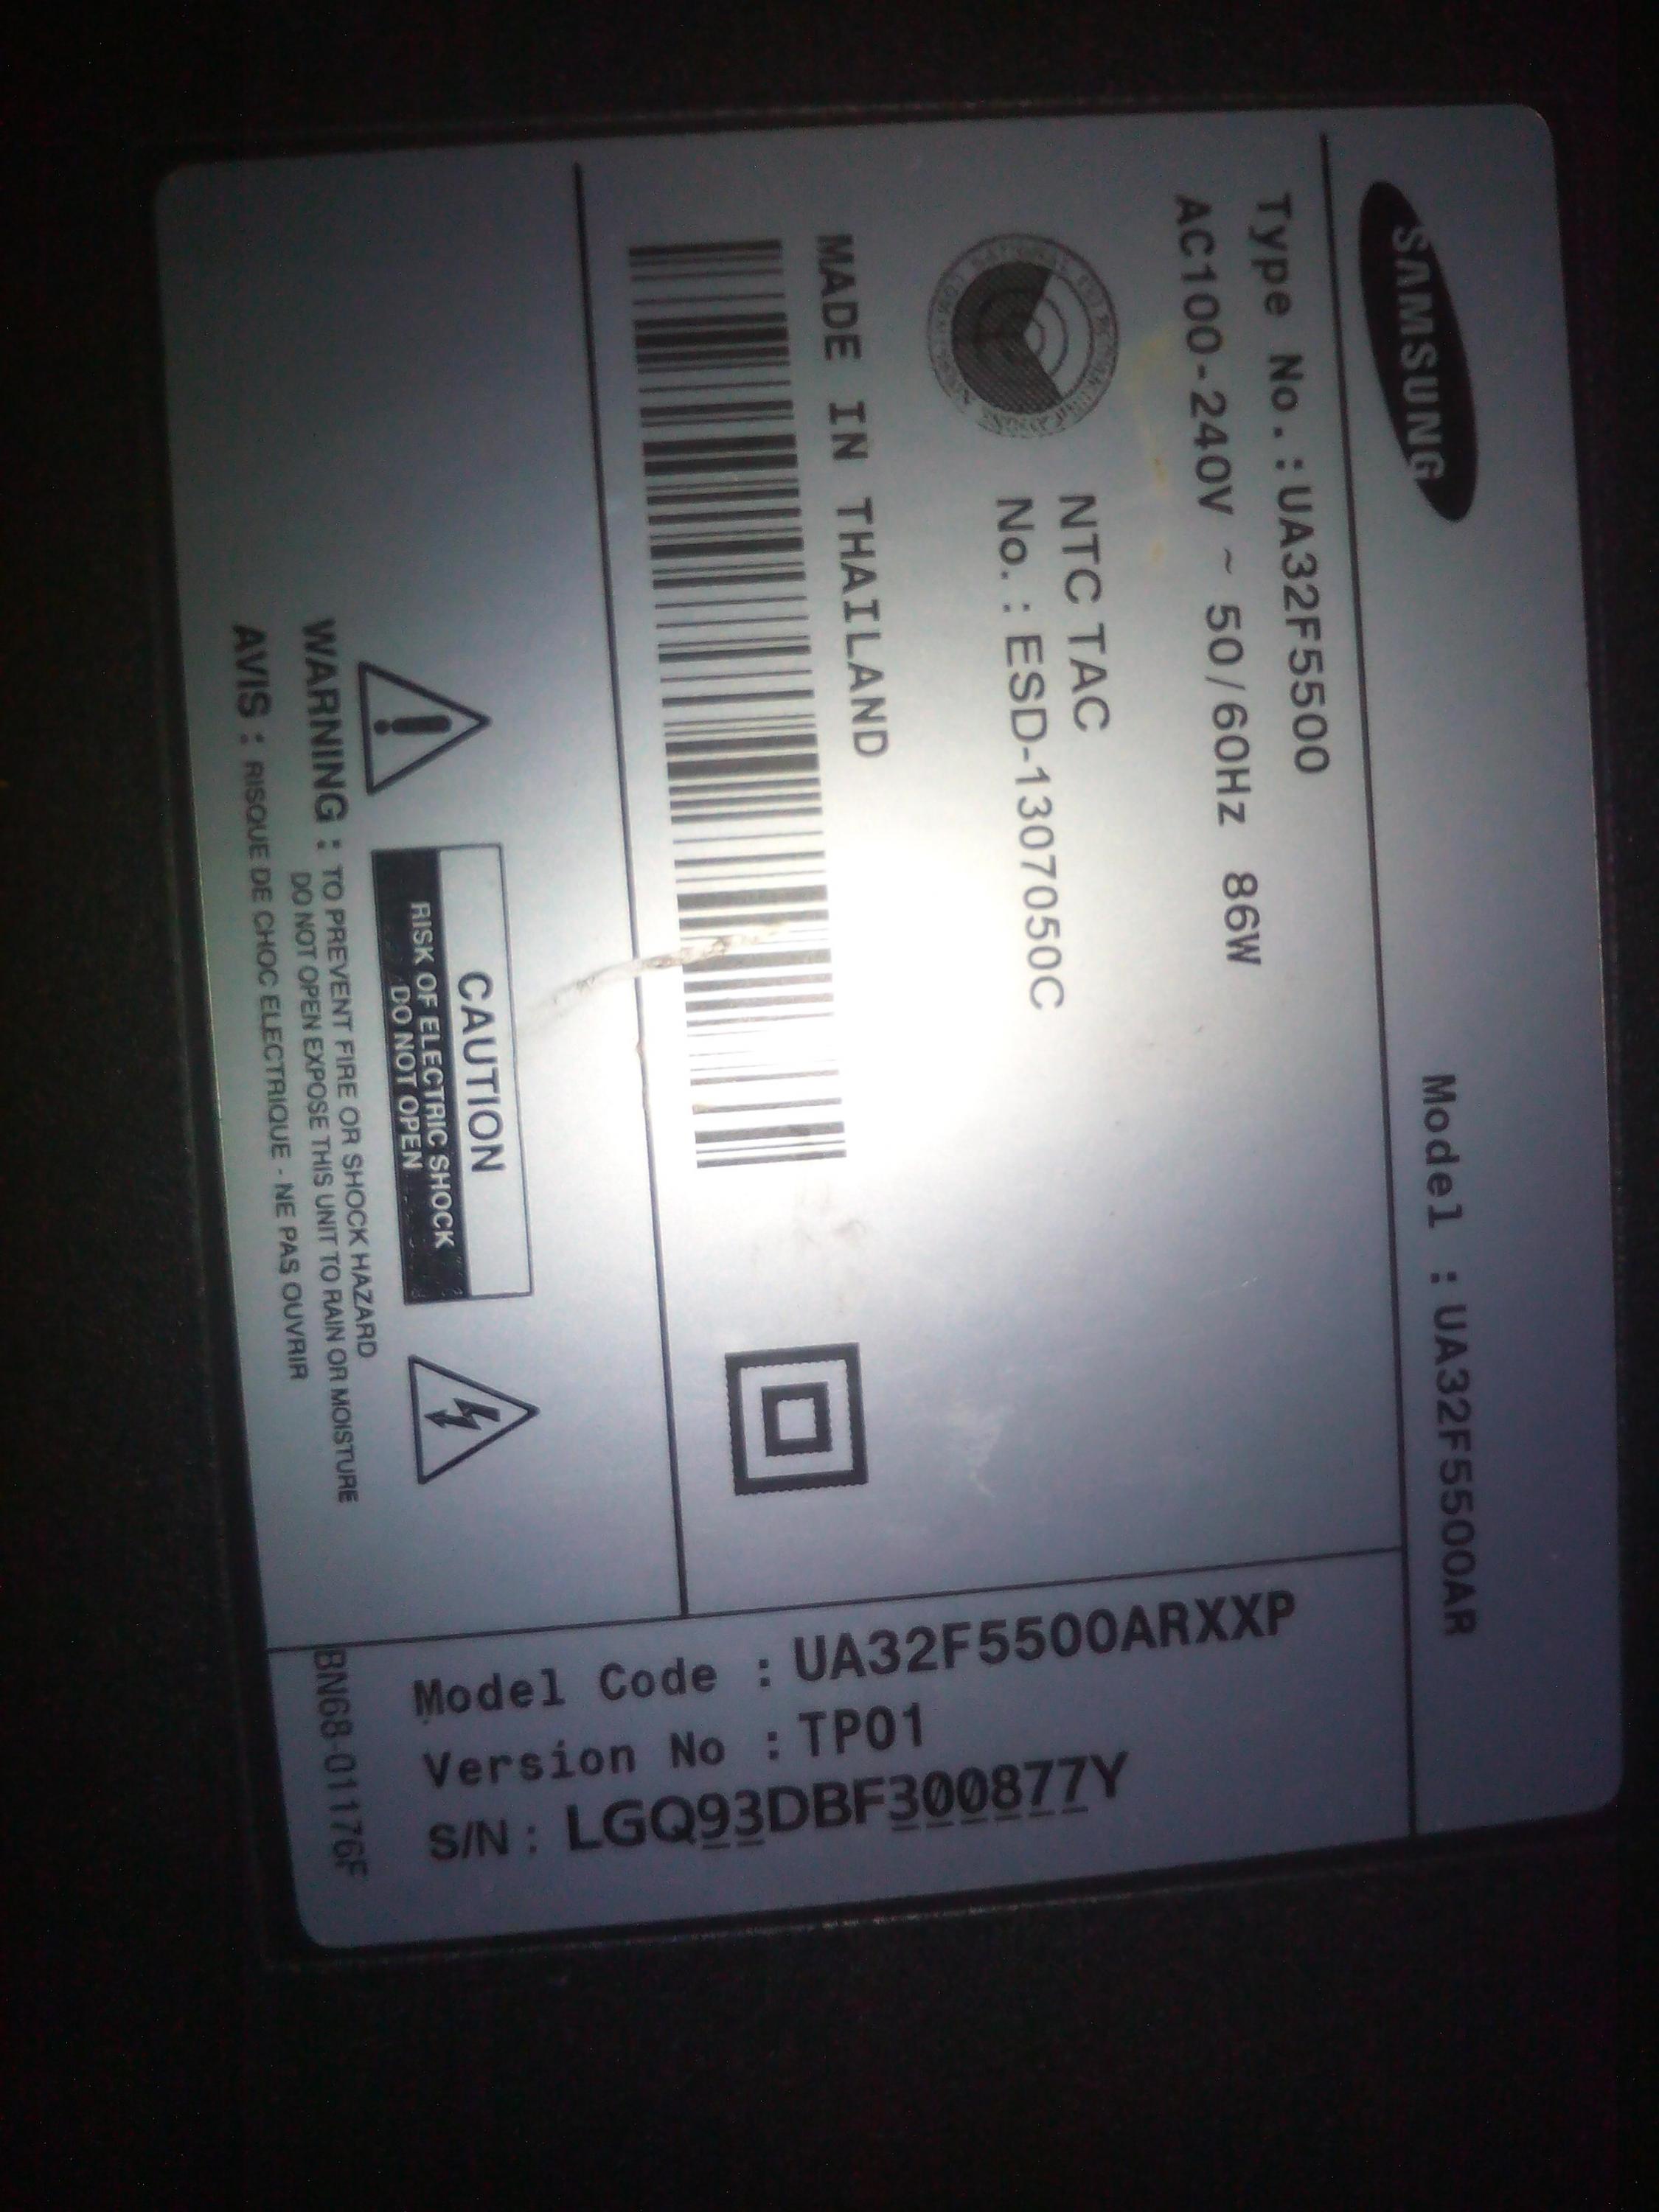 SAMSUNG
Model : UA32F5500AR
Type No. : UA32F5500
AC100-240V ~ 50/60Hz 86W
NTC TAC
No. : ESD-1307050C
MADE IN THAILAND
CAUTION
RISK OF ELECTRIC SHOCK
DO NOT OPEN
WARNING : TO PREVENT FIRE OR SHOCK HAZARD
DO NOT OPEN EXPOSE THIS UNIT TO RAIN OR MOISTURE
AVIS : RISQUE DE CHOC ELECTRIQUE - NE PAS OUVRIR
Model Code : UA32F5500ARXXP
Version No : TP01
S/N : LGQ93DBF300877Y
BN68-01176F